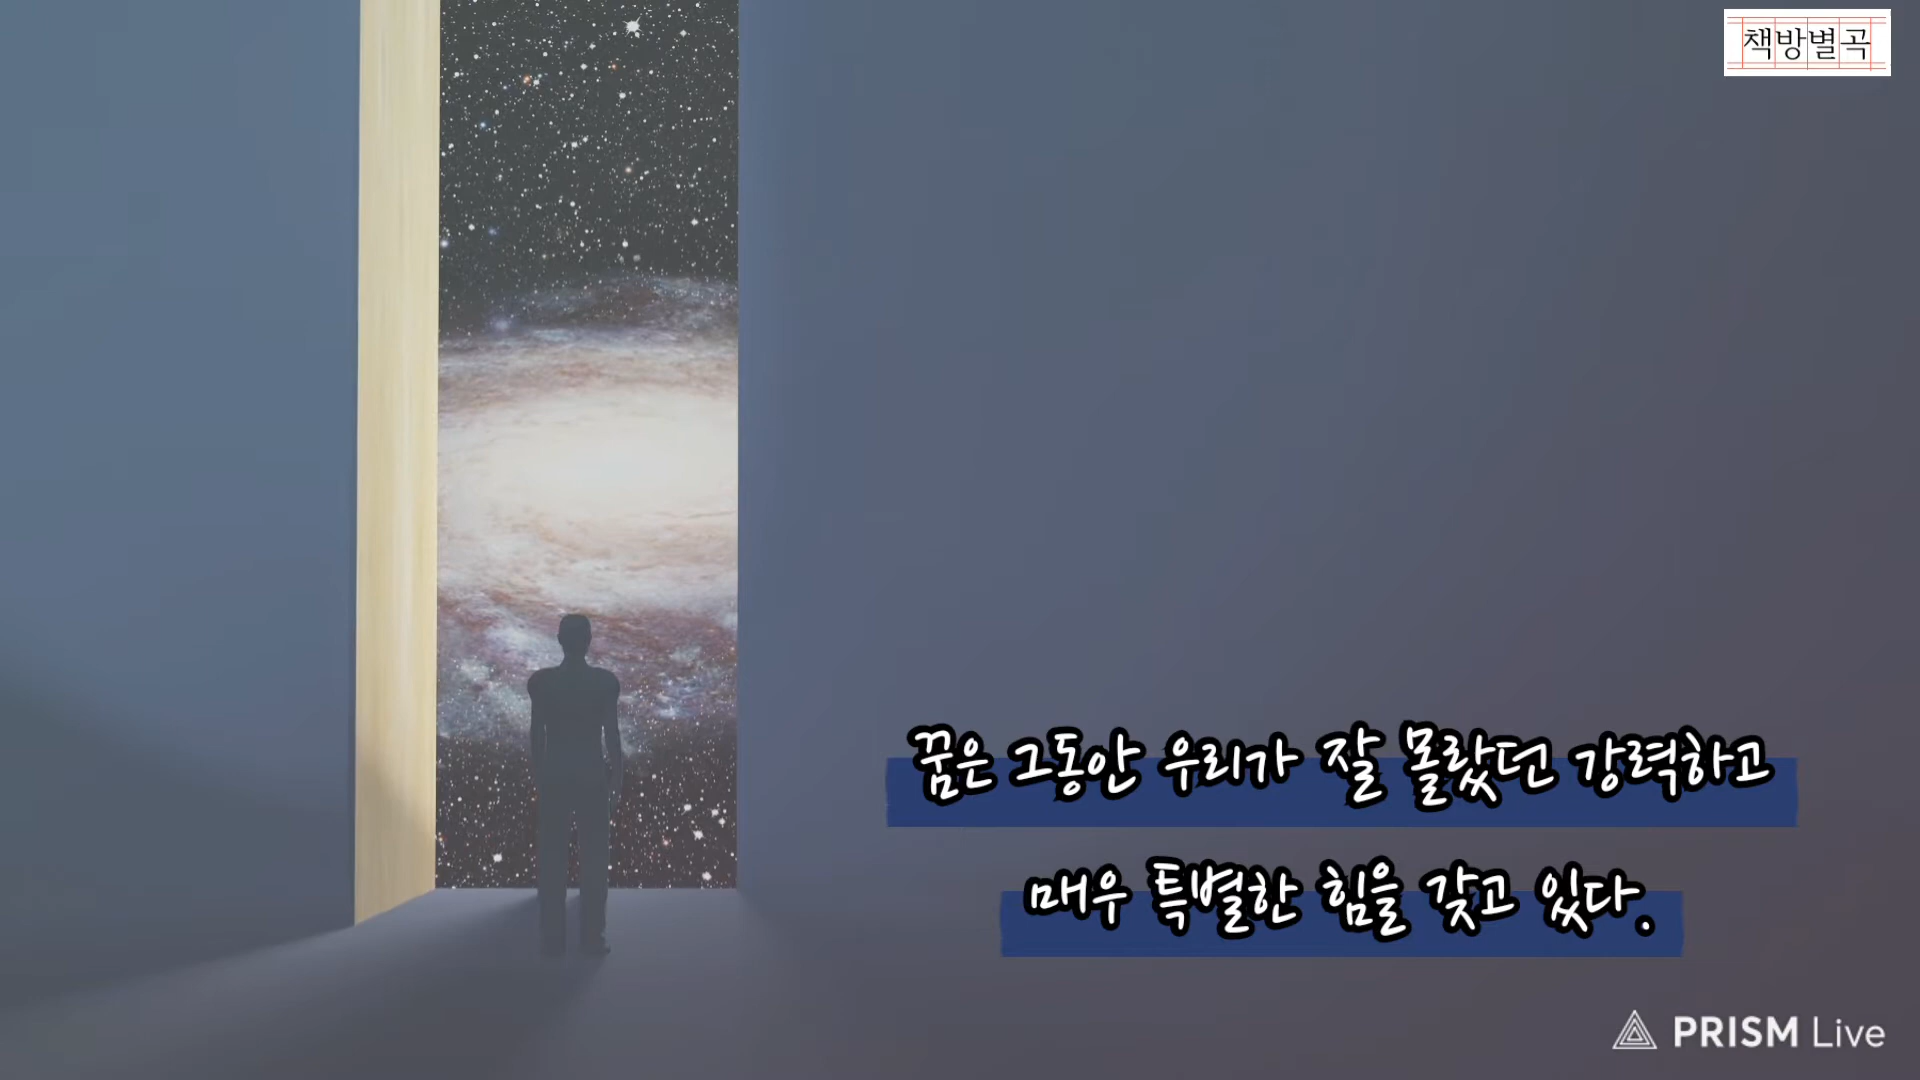 책방별곡
꿈은 그동안 우리가 잘 몰랐던 강력하고
매우 특별한 힘을 갖고 있다.
PRISM Live